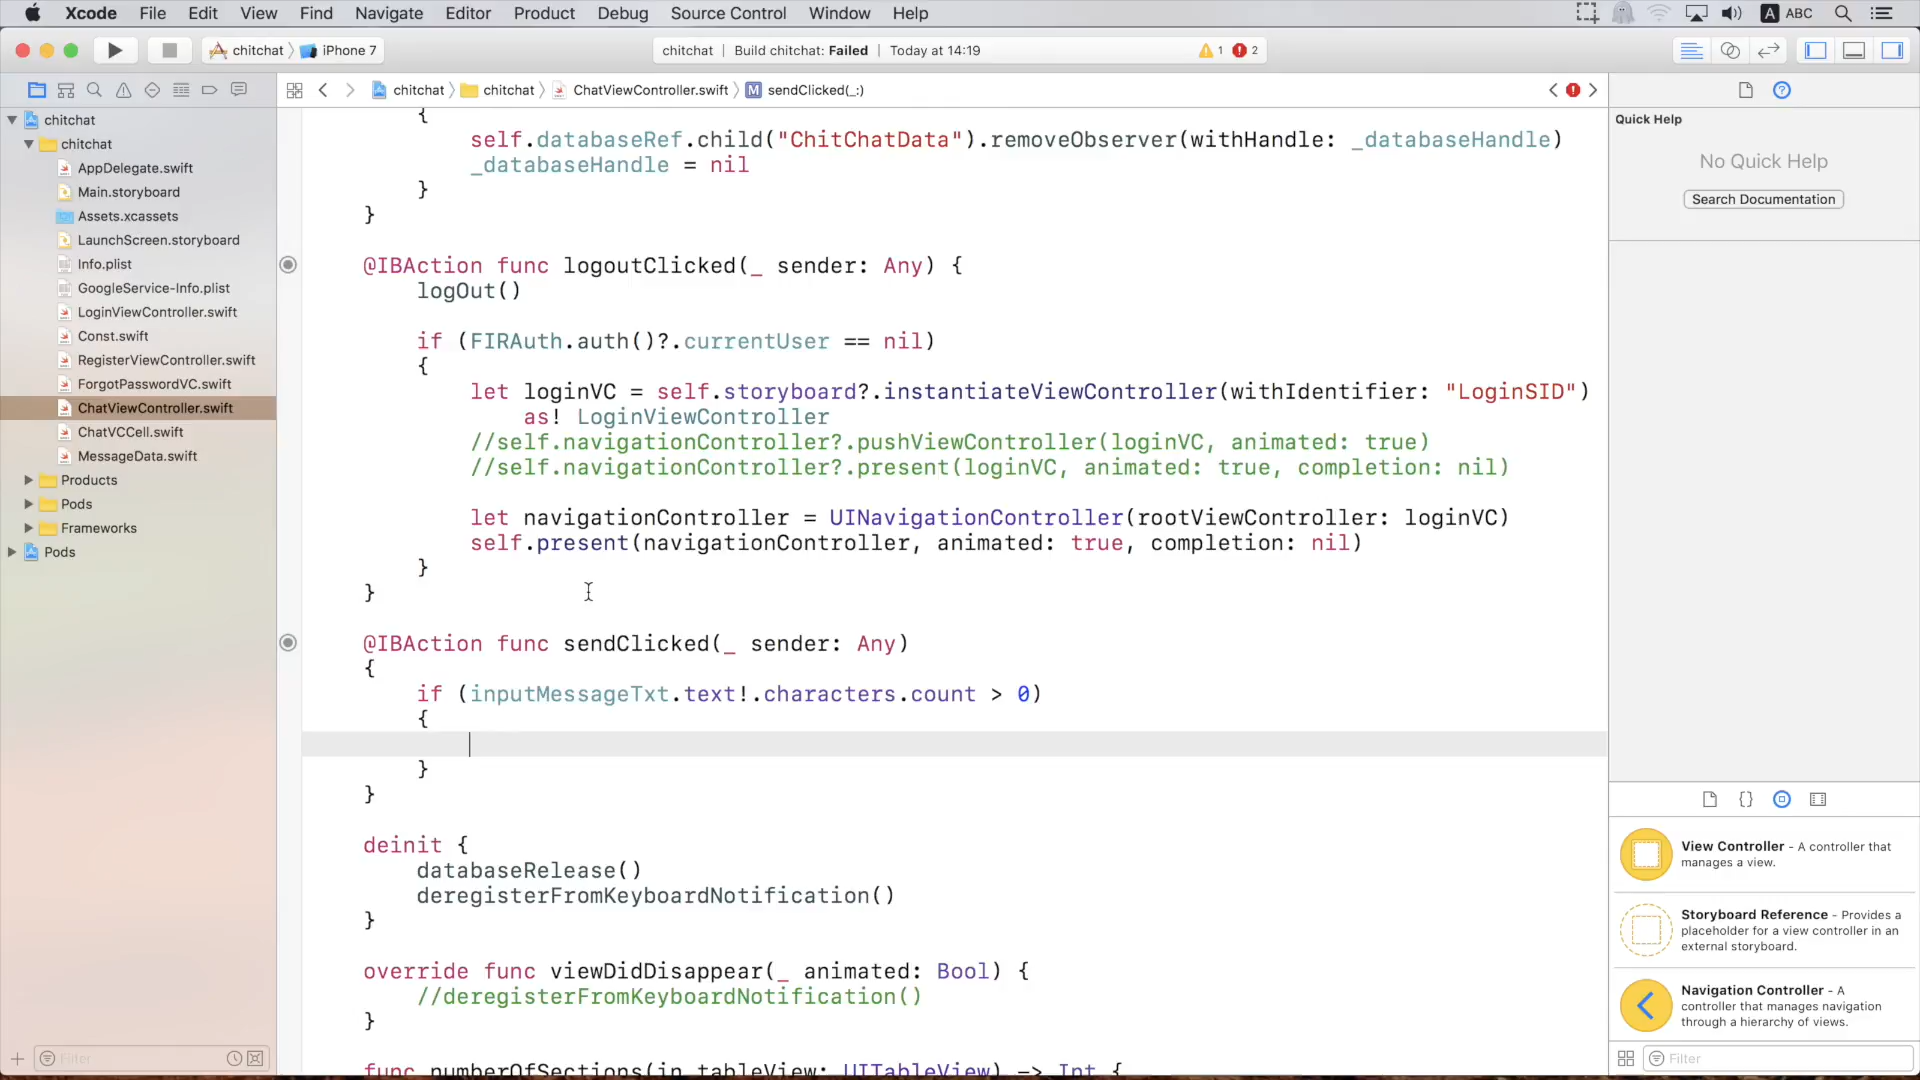 Xcode File Edit View Find Navigate Editor Product Debug Source Control Window Help A ABC
chitchat iPhone 7
chitchat | Build chitchat: Failed | Today at 14:19 1 2
chitchat chitchat ChatViewController.swift M sendClicked(_:)
chitchat
chitchat
AppDelegate.swift
Main.storyboard
Assets.xcassets
LaunchScreen.storyboard
Info.plist
GoogleService-Info.plist
LoginViewController.swift
Const.swift
RegisterViewController.swift
ForgotPasswordVC.swift
ChatViewController.swift
ChatVCCell.swift
MessageData.swift
Products
Pods
Frameworks
Pods
Filter
{
self.databaseRef.child("ChitChatData").removeObserver(withHandle: _databaseHandle)
_databaseHandle = nil
}
}
@IBAction func logoutClicked(_ sender: Any) {
logOut()
if (FIRAuth.auth()?.currentUser == nil)
{
let loginVC = self.storyboard?.instantiateViewController(withIdentifier: "LoginSID")
as! LoginViewController
//self.navigationController?.pushViewController(loginVC, animated: true)
//self.navigationController?.present(loginVC, animated: true, completion: nil)
let navigationController = UINavigationController(rootViewController: loginVC)
self.present(navigationController, animated: true, completion: nil)
}
}
@IBAction func sendClicked(_ sender: Any)
{
if (inputMessageTxt.text!.characters.count > 0)
{
}
}
deinit {
databaseRelease()
deregisterFromKeyboardNotification()
}
override func viewDidDisappear(_ animated: Bool) {
//deregisterFromKeyboardNotification()
}
func numberOfSections(in tableView: UITableView) -> Int {
Quick Help
No Quick Help
Search Documentation
{}
View Controller - A controller that
manages a view.
Storyboard Reference - Provides a
placeholder for a view controller in an
external storyboard.
Navigation Controller - A
controller that manages navigation
through a hierarchy of views.
Filter